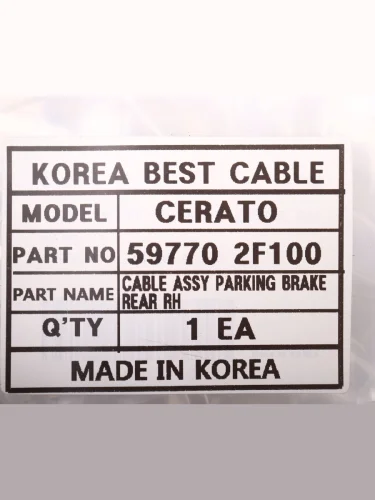 KOREA BEST CABLE
MODEL CERATO
PART NO 59770 2F100
PART NAME CABLE ASSY PARKING BRAKE
REAR RH
Q'TY 1 EA
MADE IN KOREA